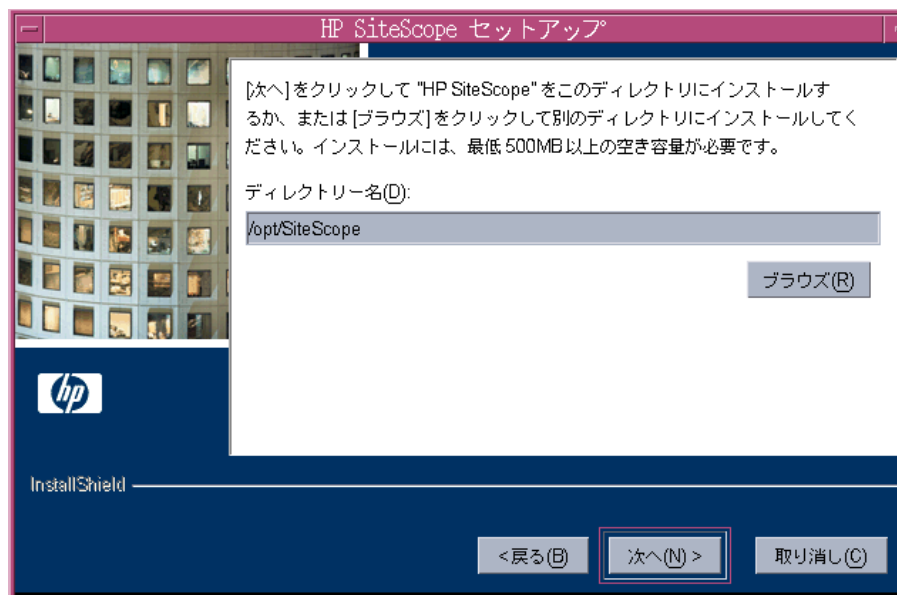 HP SiteScope セットアップ
[次へ] をクリックして "HP SiteScope" をこのディレクトリにインストールす
るか、または [ブラウズ] をクリックして別のディレクトリにインストールしてく
ださい。インストールには、最低 500MB 以上の空き容量が必要です。
ディレクトリー名(D):
/opt/SiteScope
ブラウズ(R)
hp
InstallShield
<戻る(B)
次へ(N) >
取り消し(C)